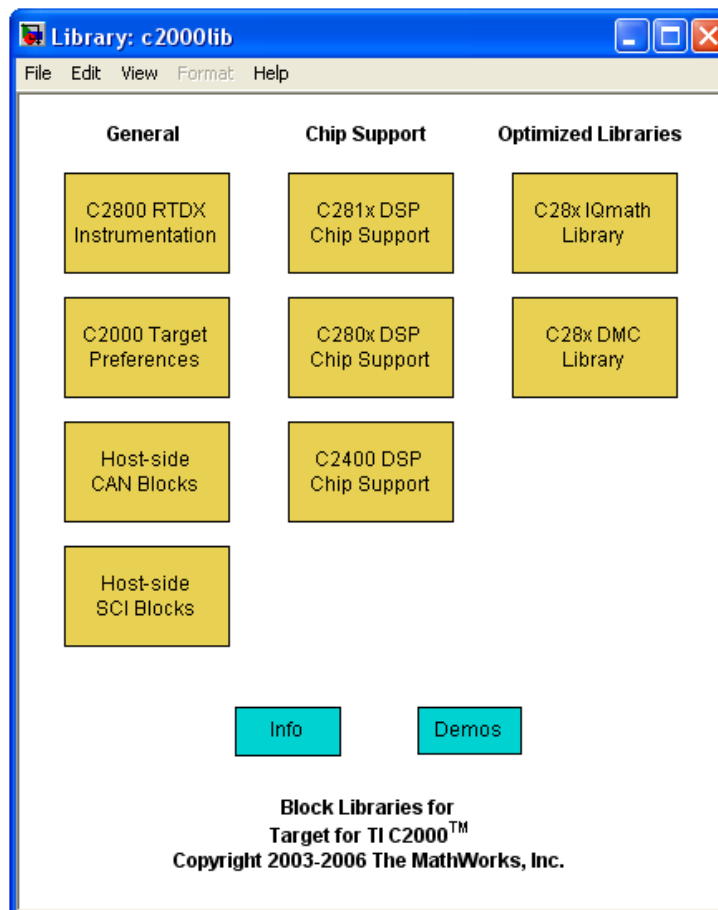 Library: c2000lib
File Edit View Format Help
General Chip Support Optimized Libraries
C2800 RTDX
Instrumentation
C281x DSP
Chip Support
C28x IQmath
Library
C2000 Target
Preferences
C280x DSP
Chip Support
C28x DMC
Library
Host-side
CAN Blocks
C2400 DSP
Chip Support
Host-side
SCI Blocks
Info
Demos
Block Libraries for
Target for TI C2000™
Copyright 2003-2006 The MathWorks, Inc.